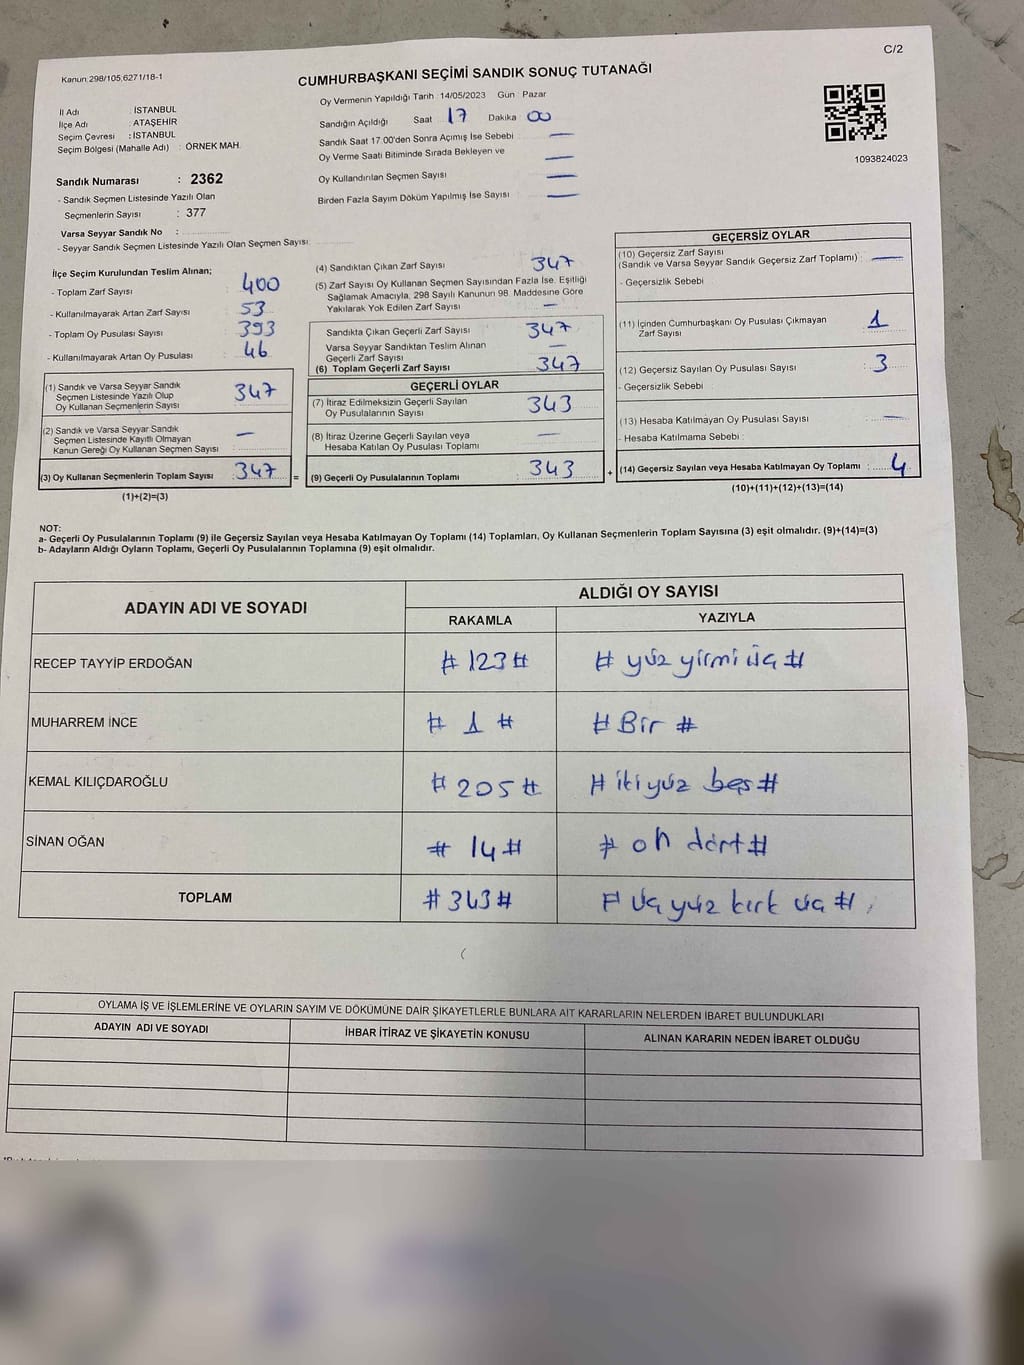 C/2
Kanun:298/105,6271/18-1
CUMHURBAŞKANI SEÇİMİ SANDIK SONUÇ TUTANAĞI
İl Adı : İSTANBUL
İlçe Adı : ATAŞEHİR
Seçim Çevresi : İSTANBUL
Seçim Bölgesi (Mahalle Adı) : ÖRNEK MAH.
Oy Vermenin Yapıldığı Tarih 14/05/2023 Gün Pazar
Sandığın Açıldığı Saat 17 Dakika 00
Sandık Saat 17:00'den Sonra Açımış İse Sebebi —
Oy Verme Saati Bitiminde Sırada Bekleyen ve —
Oy Kullandırılan Seçmen Sayısı —
Birden Fazla Sayım Döküm Yapılmış İse Sayısı —
1093824023
Sandık Numarası : 2362
- Sandık Seçmen Listesinde Yazılı Olan
Seçmenlerin Sayısı : 377
Varsa Seyyar Sandık No :
- Seyyar Sandık Seçmen Listesinde Yazılı Olan Seçmen Sayısı:
İlçe Seçim Kurulundan Teslim Alınan;
- Toplam Zarf Sayısı : 400
- Kullanılmayarak Artan Zarf Sayısı : 53
- Toplam Oy Pusulası Sayısı : 393
- Kullanılmayarak Artan Oy Pusulası : 46
(1) Sandık ve Varsa Seyyar Sandık
Seçmen Listesinde Yazılı Olup
Oy Kullanan Seçmenlerin Sayısı : 347
(2) Sandık ve Varsa Seyyar Sandık
Seçmen Listesinde Kayıtlı Olmayan
Kanun Gereği Oy Kullanan Seçmen Sayısı : —
(3) Oy Kullanan Seçmenlerin Toplam Sayısı : 347
(1)+(2)=(3)
=
(4) Sandıktan Çıkan Zarf Sayısı 347
(5) Zarf Sayısı Oy Kullanan Seçmen Sayısından Fazla İse, Eşitliği
Sağlamak Amacıyla, 298 Sayılı Kanunun 98. Maddesine Göre
Yakılarak Yok Edilen Zarf Sayısı —
Sandıkta Çıkan Geçerli Zarf Sayısı 347
Varsa Seyyar Sandıktan Teslim Alınan
Geçerli Zarf Sayısı —
(6) Toplam Geçerli Zarf Sayısı 347
GEÇERLİ OYLAR
(7) İtiraz Edilmeksizin Geçerli Sayılan
Oy Pusulalarının Sayısı 343
(8) İtiraz Üzerine Geçerli Sayılan veya
Hesaba Katılan Oy Pusulası Toplamı —
(9) Geçerli Oy Pusulalarının Toplamı 343
+
GEÇERSİZ OYLAR
(10) Geçersiz Zarf Sayısı
(Sandık ve Varsa Seyyar Sandık Geçersiz Zarf Toplamı) : —
- Geçersizlik Sebebi
(11) İçinden Cumhurbaşkanı Oy Pusulası Çıkmayan
Zarf Sayısı : 1
(12) Geçersiz Sayılan Oy Pusulası Sayısı : 3
- Geçersizlik Sebebi
(13) Hesaba Katılmayan Oy Pusulası Sayısı : —
- Hesaba Katılmama Sebebi :
(14) Geçersiz Sayılan veya Hesaba Katılmayan Oy Toplamı : 4
(10)+(11)+(12)+(13)=(14)
NOT:
a- Geçerli Oy Pusulalarının Toplamı (9) ile Geçersiz Sayılan veya Hesaba Katılmayan Oy Toplamı (14) Toplamları, Oy Kullanan Seçmenlerin Toplam Sayısına (3) eşit olmalıdır. (9)+(14)=(3)
b- Adayların Aldığı Oyların Toplamı, Geçerli Oy Pusulalarının Toplamına (9) eşit olmalıdır.
ADAYIN ADI VE SOYADI
ALDIĞI OY SAYISI
RAKAMLA YAZIYLA
RECEP TAYYİP ERDOĞAN # 123 # # yüz yirmi üç #
MUHARREM İNCE # 1 # # Bir #
KEMAL KILIÇDAROĞLU # 205 # # iki yüz beş #
SİNAN OĞAN # 14 # # on dört #
TOPLAM # 343 # # üç yüz kırk üç #
OYLAMA İŞ VE İŞLEMLERİNE VE OYLARIN SAYIM VE DÖKÜMÜNE DAİR ŞİKAYETLERLE BUNLARA AİT KARARLARIN NELERDEN İBARET BULUNDUKLARI
ADAYIN ADI VE SOYADI İHBAR İTİRAZ VE ŞİKAYETİN KONUSU ALINAN KARARIN NEDEN İBARET OLDUĞU